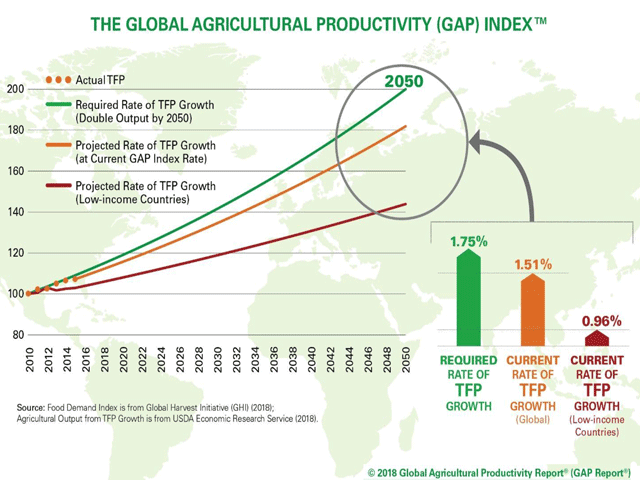 THE GLOBAL AGRICULTURAL PRODUCTIVITY (GAP) INDEX™
Actual TFP
Required Rate of TFP Growth
(Double Output by 2050)
Projected Rate of TFP Growth
(at Current GAP Index Rate)
Projected Rate of TFP Growth
(Low-income Countries)
2050
200
180
160
140
120
100
80
2010
2012
2014
2016
2018
2020
2022
2024
2026
2028
2030
2032
2034
2036
2038
2040
2042
2044
2046
2048
2050
1.75%
1.51%
0.96%
REQUIRED
RATE OF
TFP
GROWTH
CURRENT
RATE OF
TFP
GROWTH
(Global)
CURRENT
RATE OF
TFP
GROWTH
(Low-income
Countries)
Source: Food Demand Index is from Global Harvest Initiative (GHI) (2018);
Agricultural Output from TFP Growth is from USDA Economic Research Service (2018).
© 2018 Global Agricultural Productivity Report® (GAP Report®)